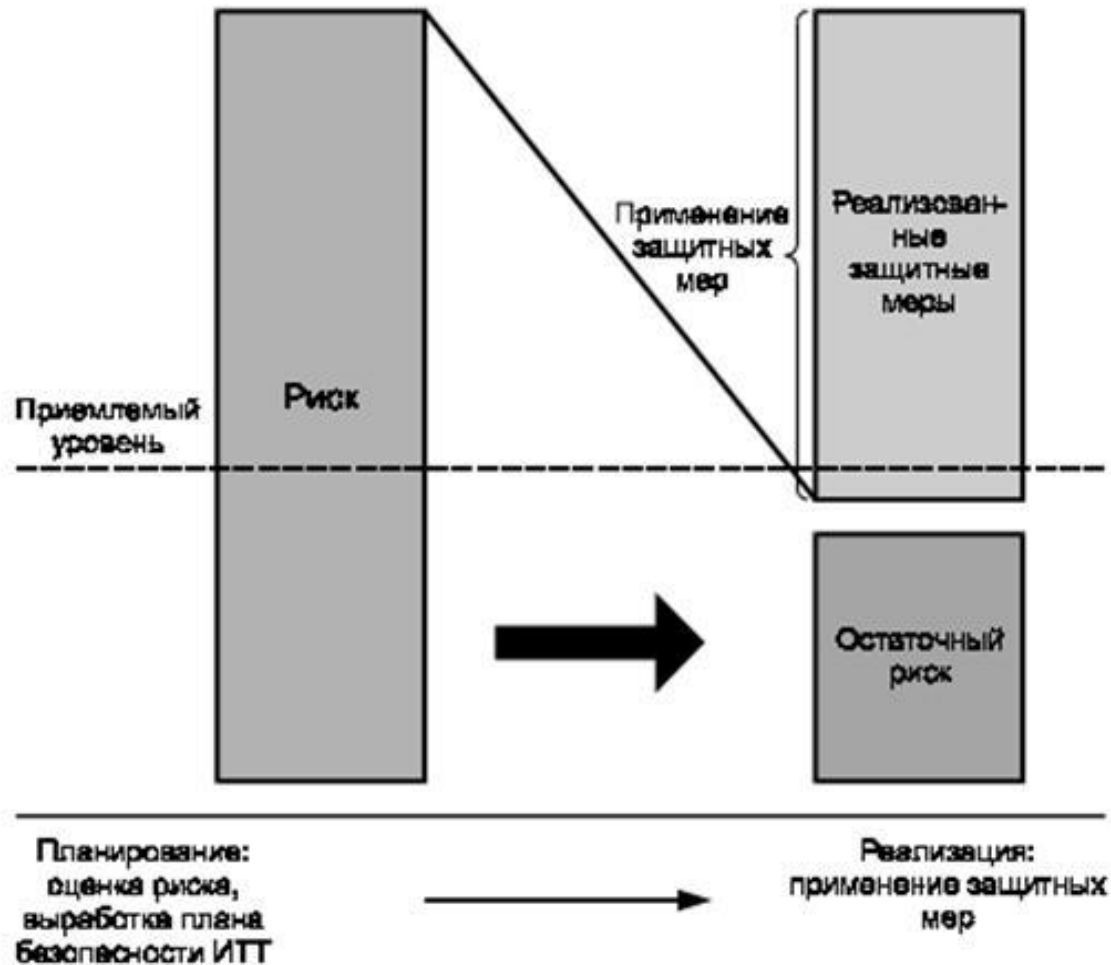 Применение
защитных
мер
Реализован-
ные
защитные
меры
Риск
Приемлемый
уровень
Остаточный
риск
Планирование:
оценка риска,
выработка плана
безопасности ИТТ
Реализация:
применение защитных
мер